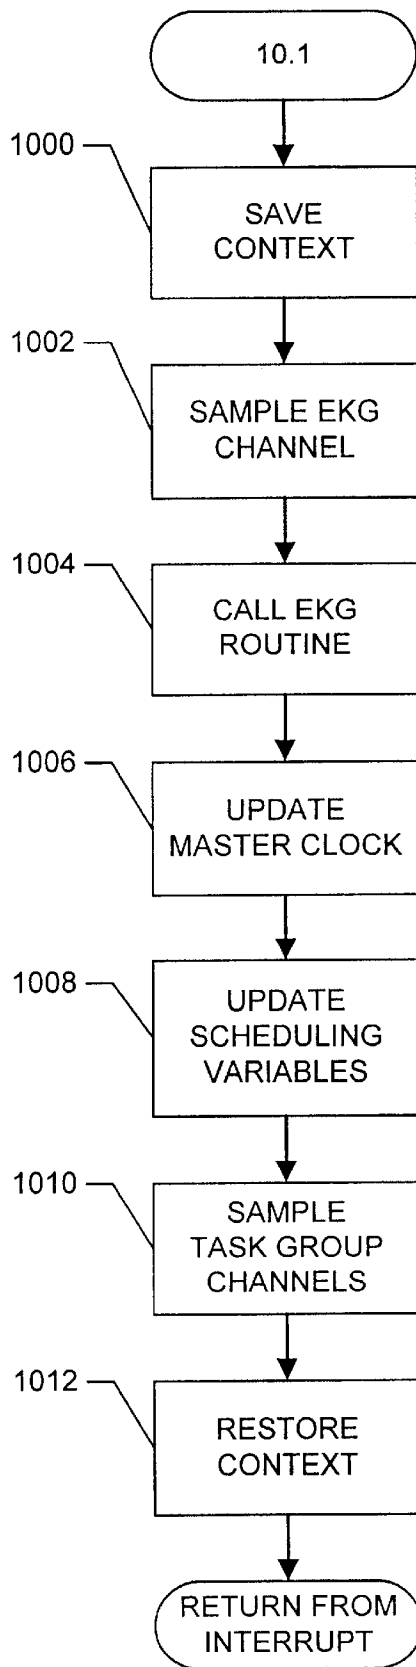 10.1
1000
SAVE
CONTEXT
1002
SAMPLE EKG
CHANNEL
1004
CALL EKG
ROUTINE
1006
UPDATE
MASTER CLOCK
1008
UPDATE
SCHEDULING
VARIABLES
1010
SAMPLE
TASK GROUP
CHANNELS
1012
RESTORE
CONTEXT
RETURN FROM
INTERRUPT